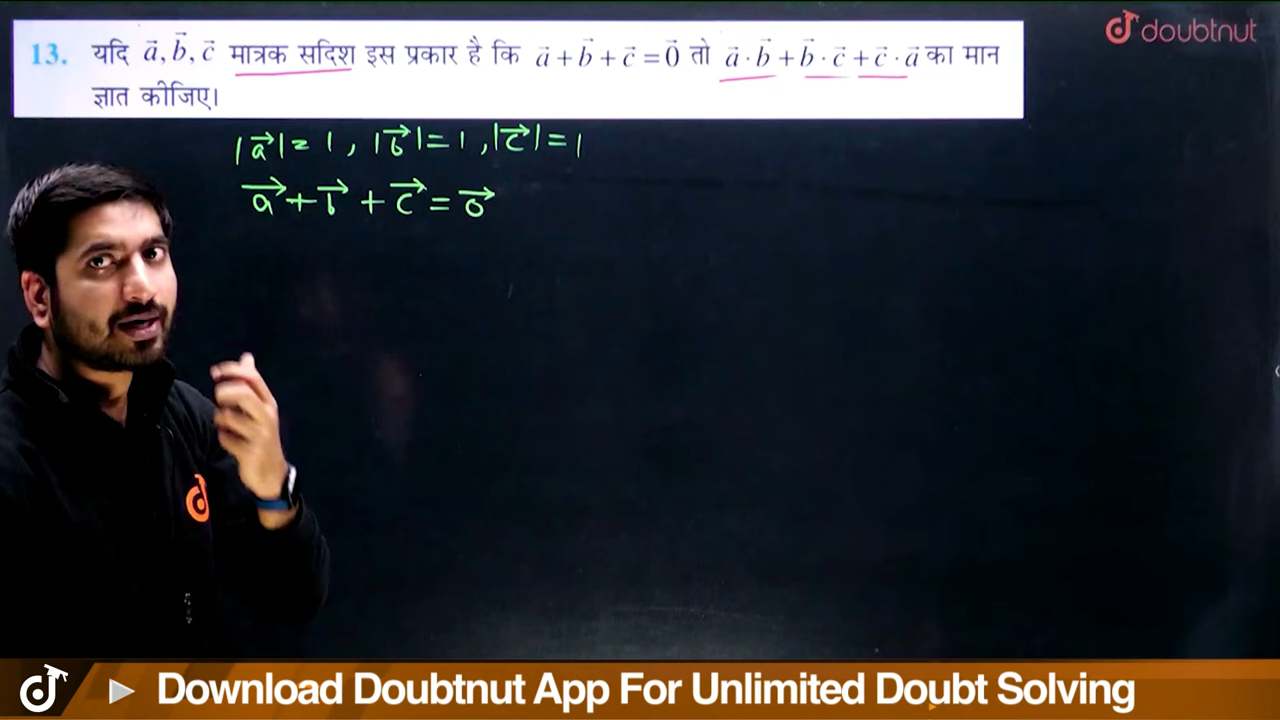 doubtnut
13. यदि a⃗, b⃗, c⃗ मात्रक सदिश इस प्रकार है कि a⃗ + b⃗ + c⃗ = 0⃗ तो a⃗ · b⃗ + b⃗ · c⃗ + c⃗ · a⃗ का मान
ज्ञात कीजिए।
|a⃗| = 1, |b⃗| = 1, |c⃗| = 1
a⃗ + b⃗ + c⃗ = 0⃗
Download Doubtnut App For Unlimited Doubt Solving